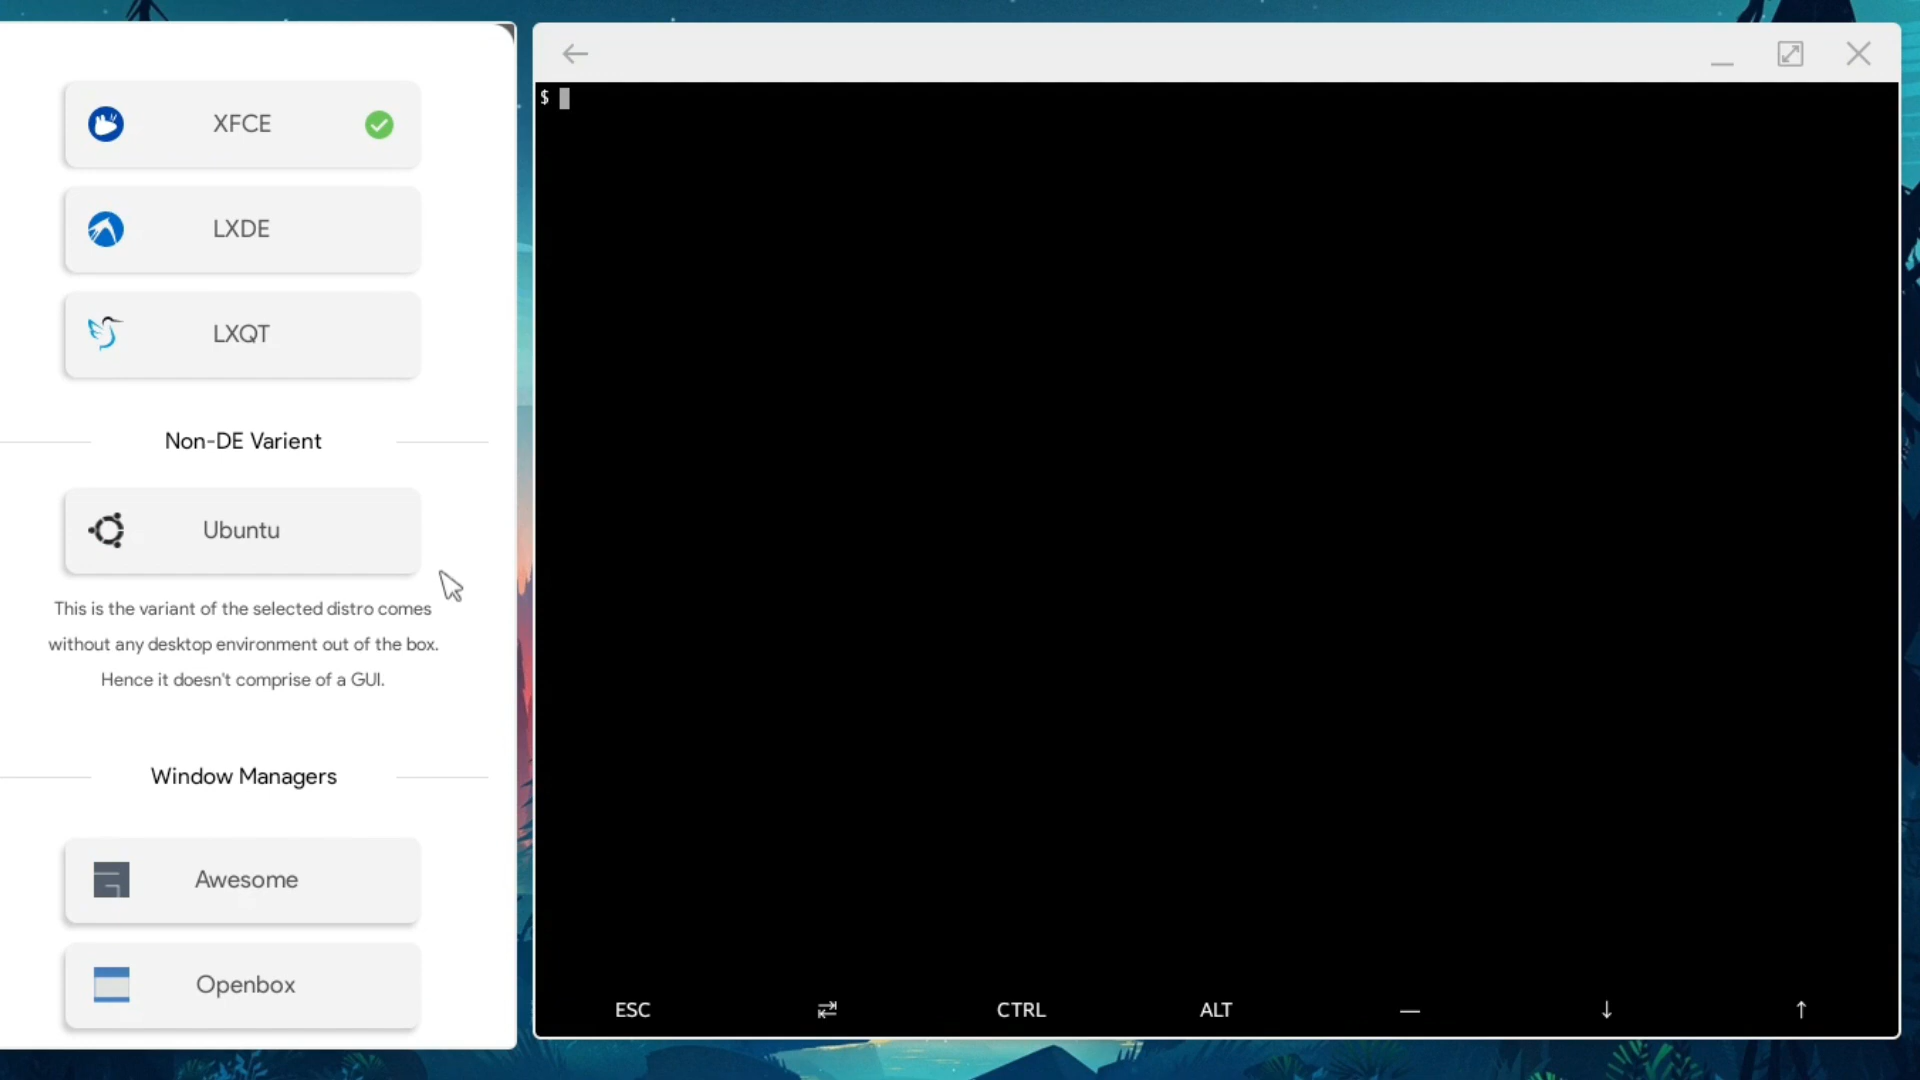 XFCE
LXDE
LXQT
Non-DE Varient
Ubuntu
This is the variant of the selected distro comes
without any desktop environment out of the box.
Hence it doesn't comprise of a GUI.
Window Managers
Awesome
Openbox
$
ESC ⇄ CTRL ALT — ↓ ↑